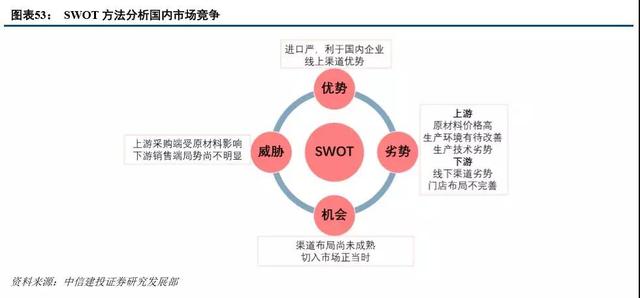 图表53： SWOT 方法分析国内市场竞争
进口严，利于国内企业
线上渠道优势
优势
上游采购端受原材料影响
下游销售端局势尚不明显
威胁
SWOT
劣势
上游
原材料价格高
生产环境有待改善
生产技术劣势
下游
线下渠道劣势
门店布局不完善
机会
渠道布局尚未成熟
切入市场正当时
资料来源：中信建投证券研究发展部